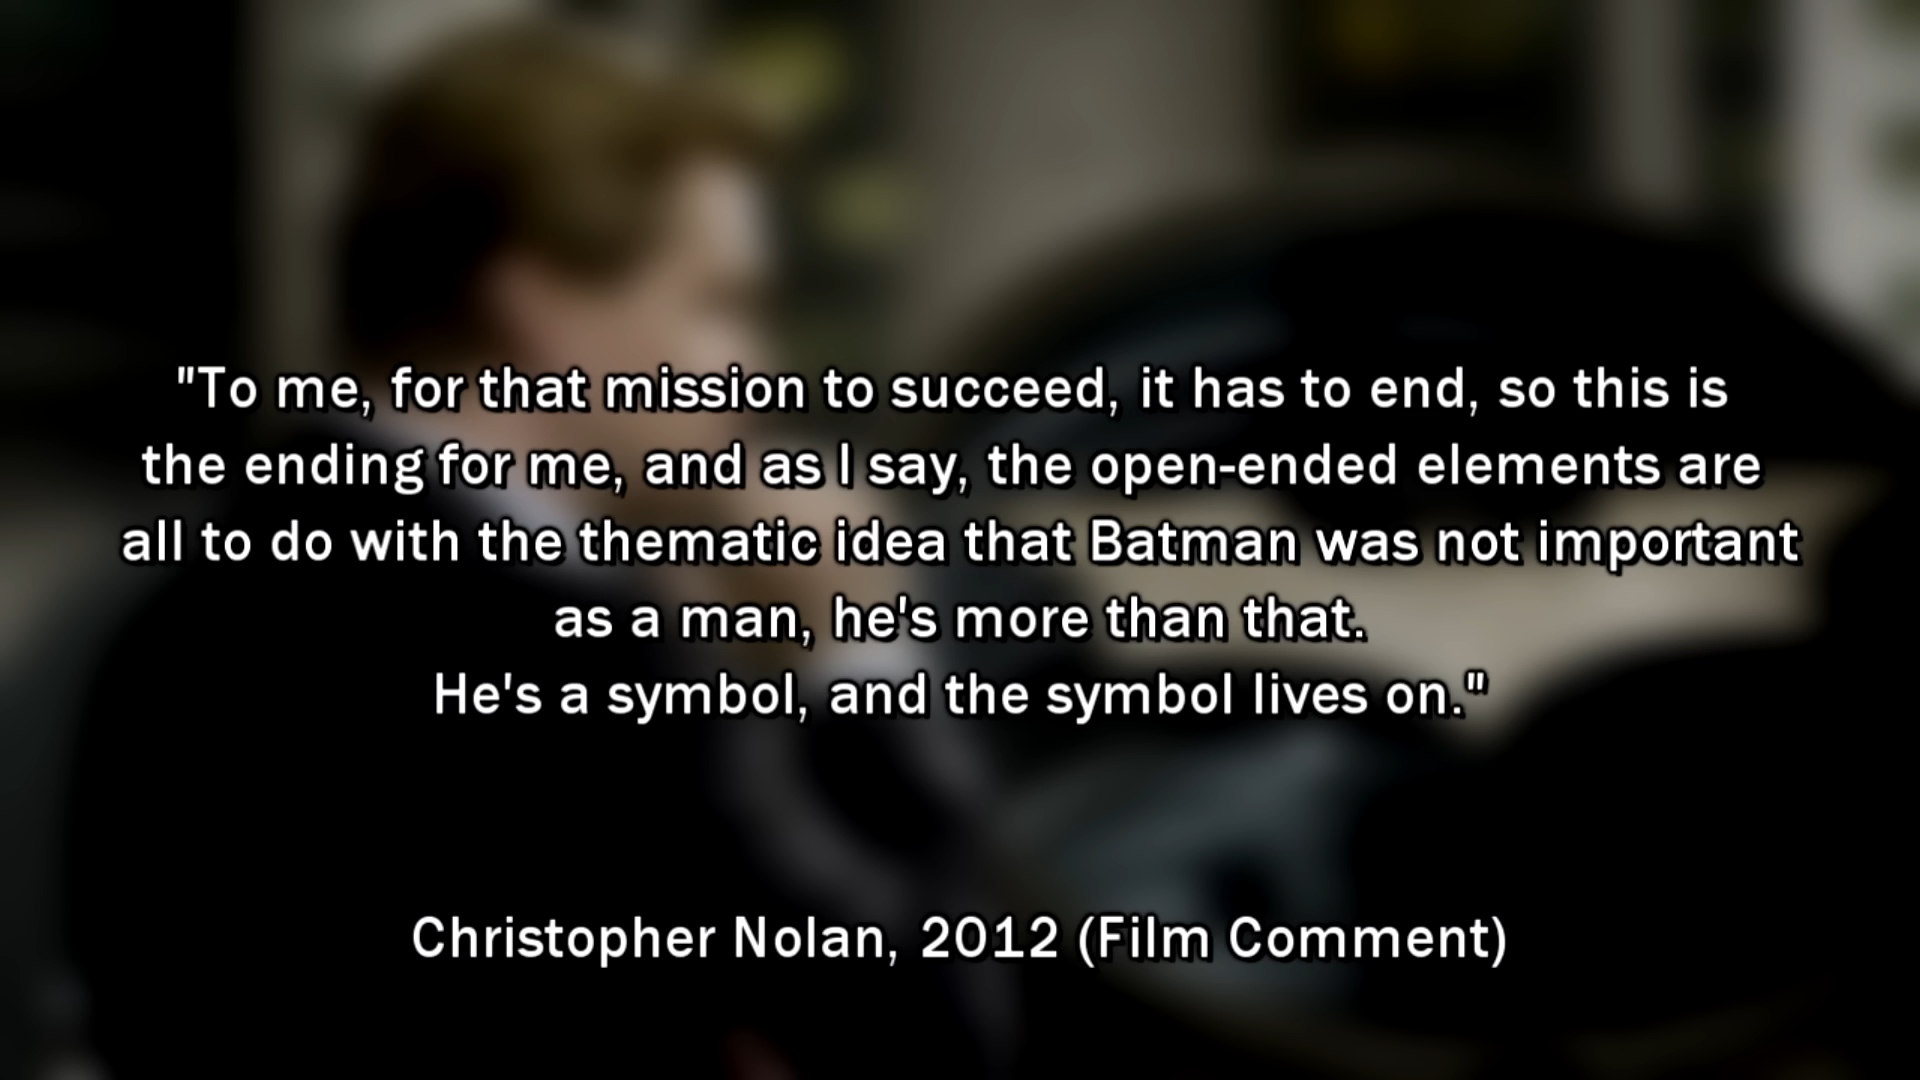 "To me, for that mission to succeed, it has to end, so this is
the ending for me, and as I say, the open-ended elements are
all to do with the thematic idea that Batman was not important
as a man, he's more than that.
He's a symbol, and the symbol lives on."
Christopher Nolan, 2012 (Film Comment)